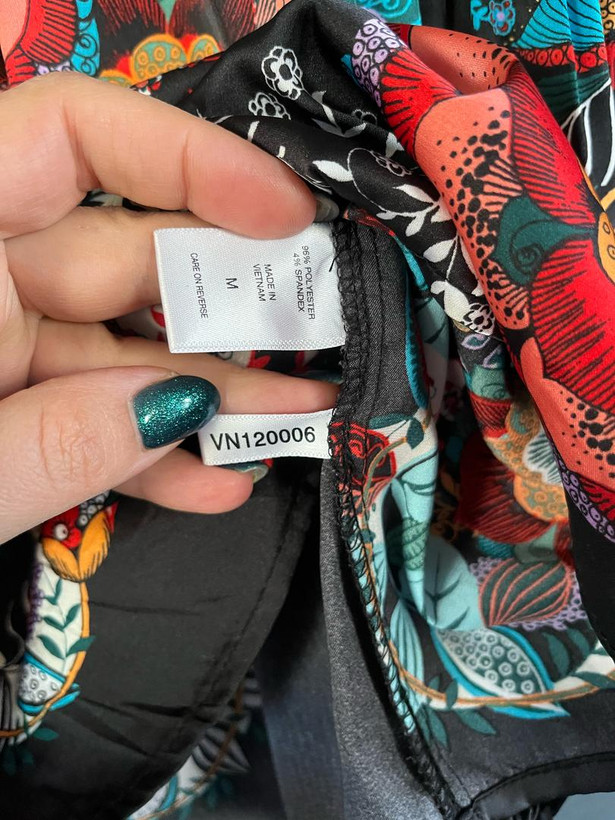 96% POLYESTER
4% SPANDEX
MADE IN
VIETNAM
M
CARE ON REVERSE
VN120006